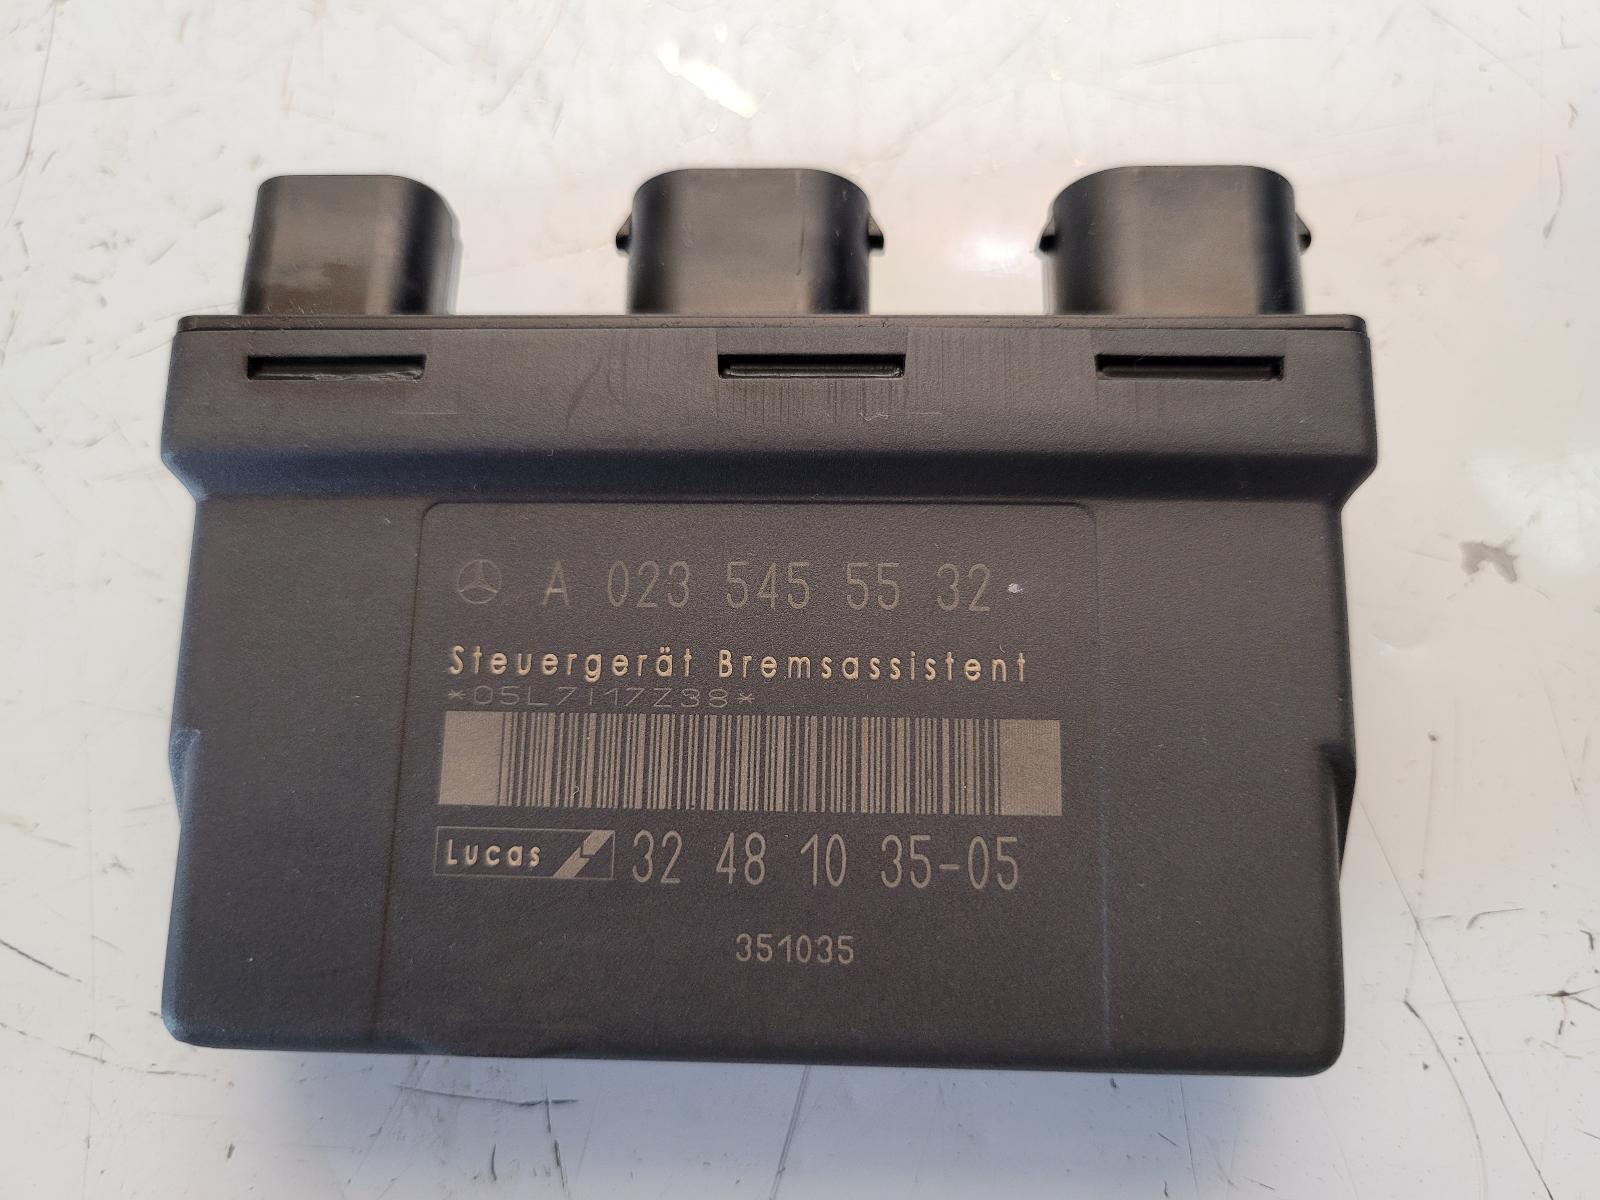 A 023 545 55 32
Steuergerät Bremsassistent
*05L7117Z38*
Lucas 32 48 10 35-05
351035